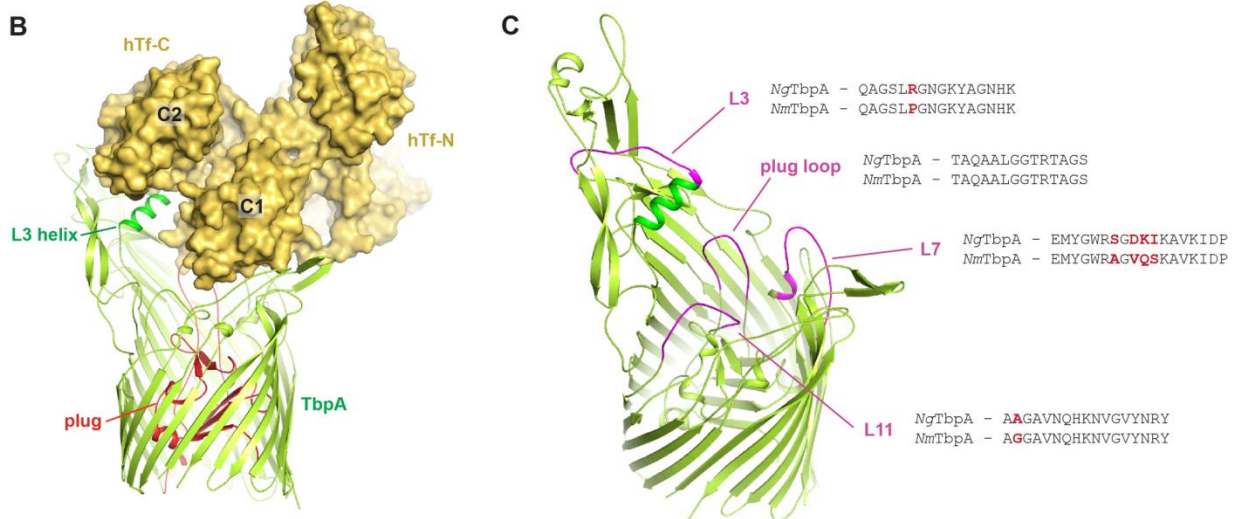 B
hTf-C
C2
hTf-N
C1
L3 helix
TbpA
plug
C
L3
NgTbpA – QAGSLRGNGKYAGNHK
NmTbpA – QAGSLPGNGKYAGNHK
plug loop
NgTbpA – TAQAALGGTRTAGS
NmTbpA – TAQAALGGTRTAGS
L7
NgTbpA – EMYGWRSGDKIKAVKIDP
NmTbpA – EMYGWRAGVQSKAVKIDP
L11
NgTbpA – AAGAVNQHKNVGVYNRY
NmTbpA – AGGAVNQHKNVGVYNRY